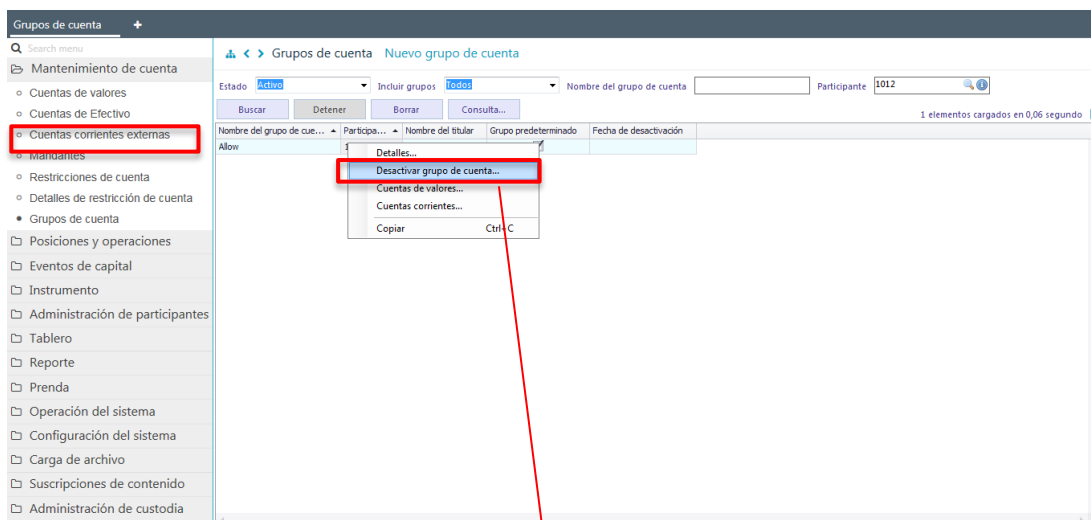 Grupos de cuenta +
Search menu
Mantenimiento de cuenta
Cuentas de valores
Cuentas de Efectivo
Cuentas corrientes externas
Mandantes
Restricciones de cuenta
Detalles de restricción de cuenta
Grupos de cuenta
Posiciones y operaciones
Eventos de capital
Instrumento
Administración de participantes
Tablero
Reporte
Prenda
Operación del sistema
Configuración del sistema
Carga de archivo
Suscripciones de contenido
Administración de custodia
Grupos de cuenta Nuevo grupo de cuenta
Estado Activo Incluir grupos Todos Nombre del grupo de cuenta Participante 1012
Buscar Detener Borrar Consulta...
1 elementos cargados en 0,06 segundo
Nombre del grupo de cue... Participa... Nombre del titular Grupo predeterminado Fecha de desactivación
Allow 1
Detalles...
Desactivar grupo de cuenta...
Cuentas de valores...
Cuentas corrientes...
Copiar Ctrl+C